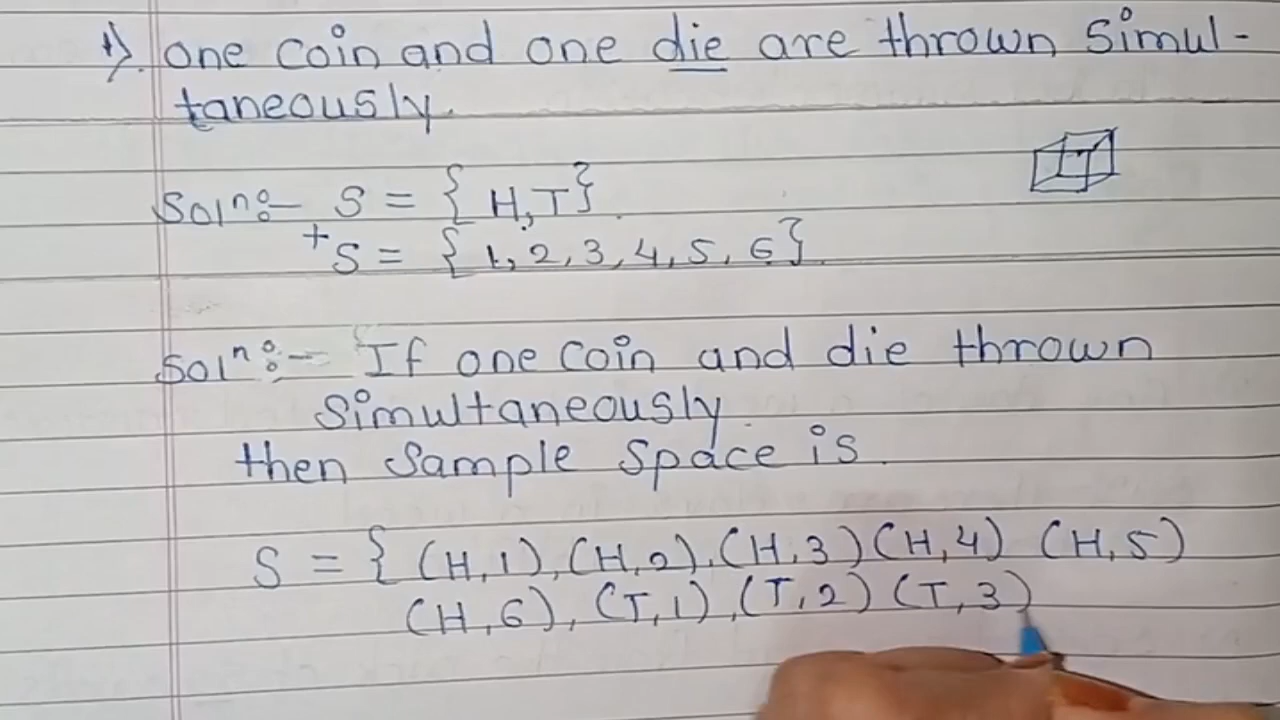 1). one coin and one die are thrown simul-
taneously.
Solⁿ:- S = { H, T}.
+S = { 1, 2, 3, 4, 5, 6}.
Solⁿ:- If one coin and die thrown
simultaneously
then sample space is
S = { (H, 1), (H, 2), (H, 3) (H, 4) (H, 5)
(H, 6), (T, 1), (T, 2) (T, 3)